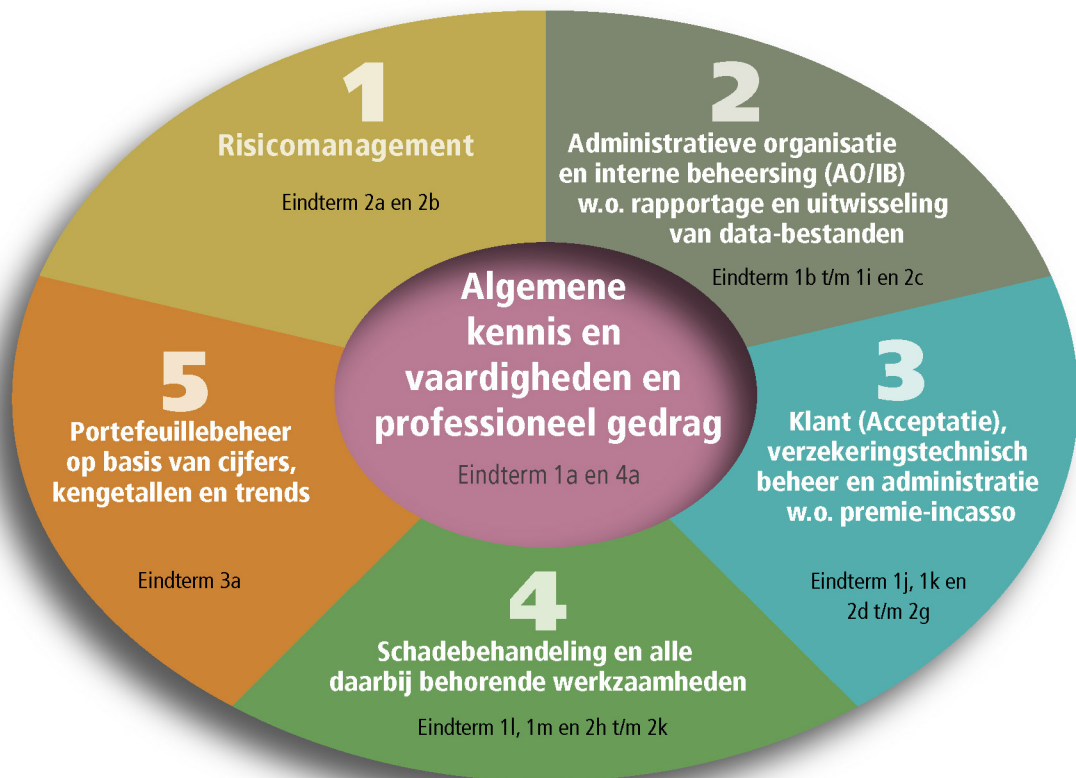 1
Risicomanagement
Eindterm 2a en 2b
2
Administratieve organisatie
en interne beheersing (AO/IB)
w.o. rapportage en uitwisseling
van data-bestanden
Eindterm 1b t/m 1i en 2c
3
Klant (Acceptatie),
verzekeringstechnisch
beheer en administratie
w.o. premie-incasso
Eindterm 1j, 1k en
2d t/m 2g
4
Schadebehandeling en alle
daarbij behorende werkzaamheden
Eindterm 1l, 1m en 2h t/m 2k
5
Portefeuillebeheer
op basis van cijfers,
kengetallen en trends
Eindterm 3a
Algemene
kennis en
vaardigheden en
professioneel gedrag
Eindterm 1a en 4a